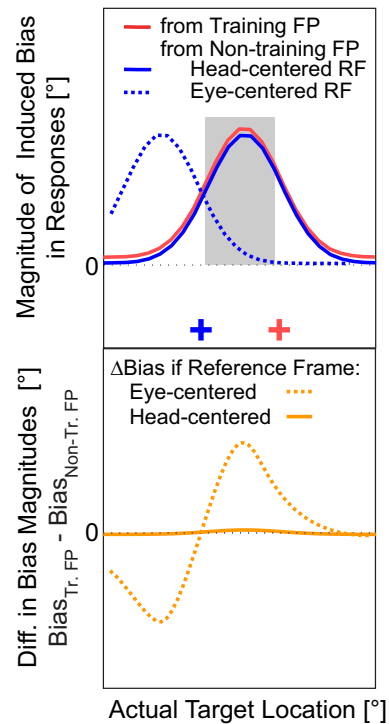 from Training FP
from Non-training FP
Head-centered RF
Eye-centered RF
Magnitude of Induced Bias
in Responses [°]
0
+ +
ΔBias if Reference Frame:
Eye-centered
Head-centered
Diff. in Bias Magnitudes [°]
Bias_Tr. FP - Bias_Non-Tr. FP
0
Actual Target Location [°]